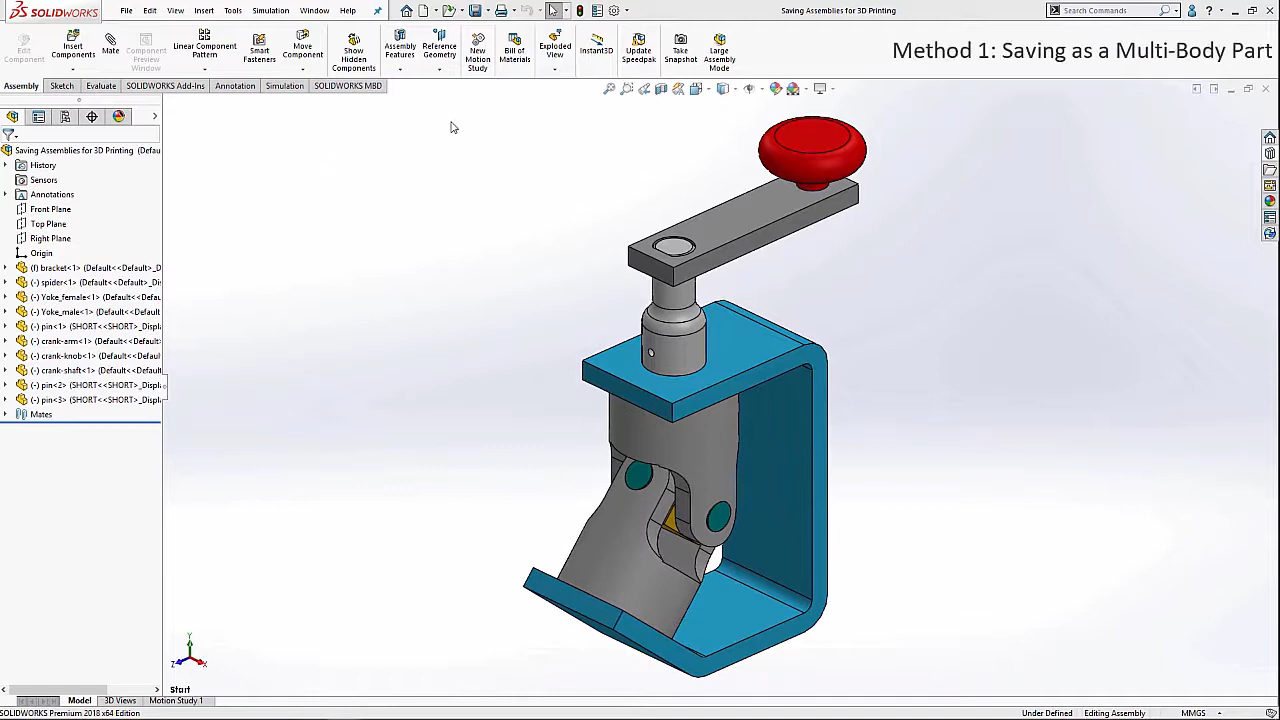 SOLIDWORKS File Edit View Insert Tools Simulation Window Help Saving Assemblies for 3D Printing Search Commands ?
Edit Component
Insert Components
Mate
Component Preview Window
Linear Component Pattern
Smart Fasteners
Move Component
Show Hidden Components
Assembly Features
Reference Geometry
New Motion Study
Bill of Materials
Exploded View
Instant3D
Update Speedpak
Take Snapshot
Large Assembly Mode
Method 1: Saving as a Multi-Body Part
Assembly Sketch Evaluate SOLIDWORKS Add-Ins Annotation Simulation SOLIDWORKS MBD
Saving Assemblies for 3D Printing (Defau
History
Sensors
Annotations
Front Plane
Top Plane
Right Plane
Origin
(f) bracket<1> (Default<<Default>_D
(-) spider<1> (Default<<Default>_Di
(-) Yoke_female<1> (Default<<Defau
(-) Yoke_male<1> (Default<<Default
(-) pin<1> (SHORT<<SHORT>_Displa
(-) crank-arm<1> (Default<<Default
(-) crank-knob<1> (Default<<Defaul
(-) crank-shaft<1> (Default<<Defaul
(-) pin<2> (SHORT<<SHORT>_Displa
(-) pin<3> (SHORT<<SHORT>_Displa
Mates
Y
Z X
Start
Model 3D Views Motion Study 1
SOLIDWORKS Premium 2018 x64 Edition Under Defined Editing Assembly MMGS